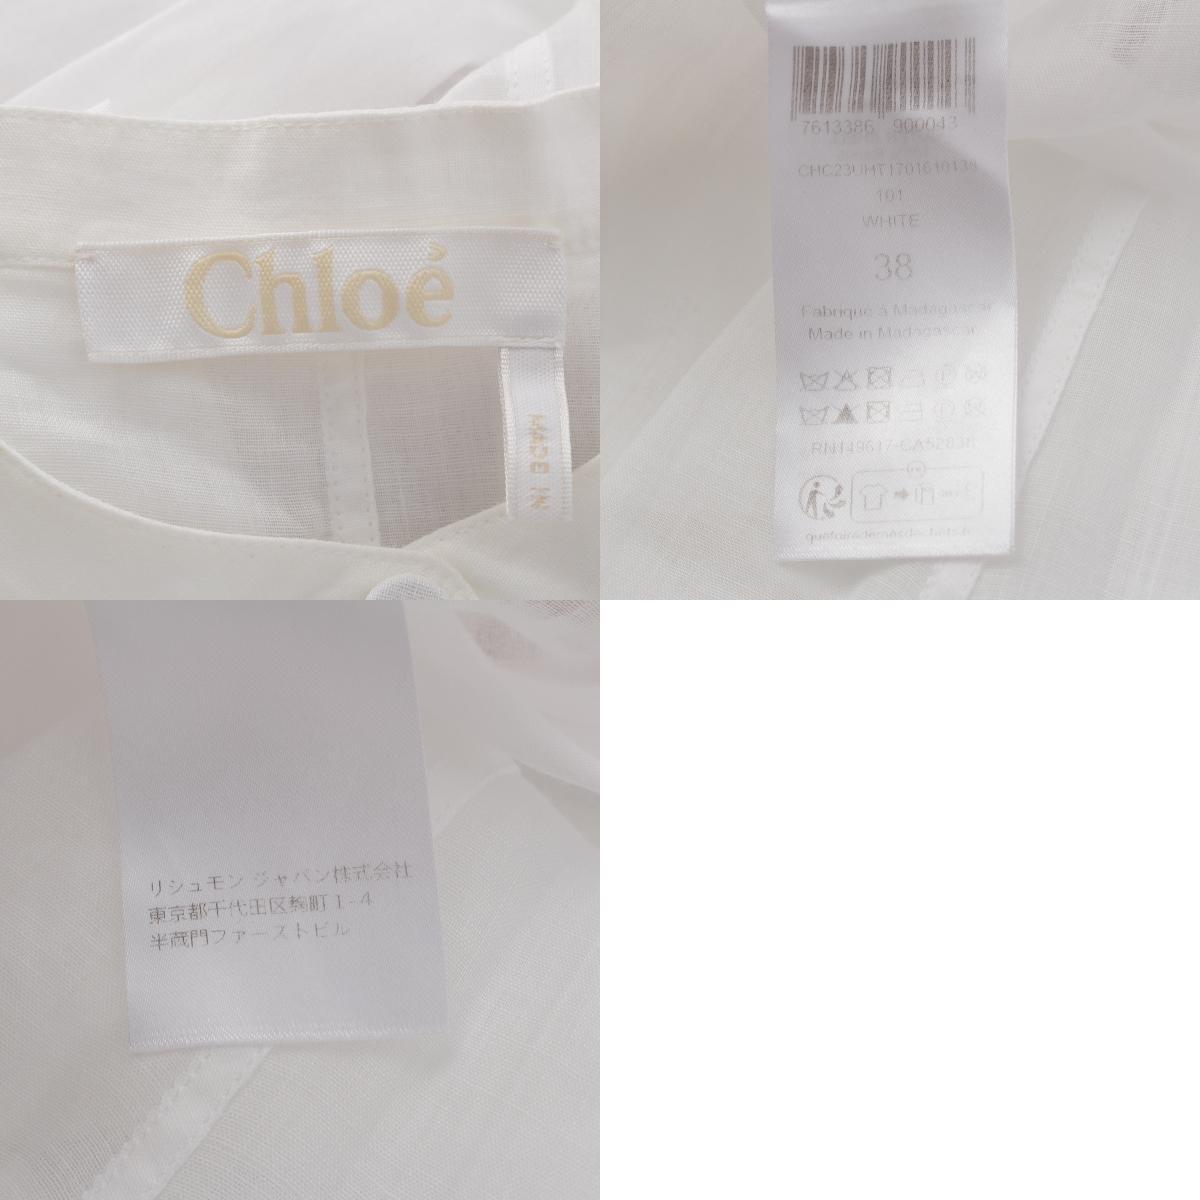 Chloé
MADE IN
7613386 900043
CHC23UHT1701610138
101
WHITE
38
Fabriqué à Madagascar
Made in Madagascar
RN149617-CA52838
quefairedemesdechets.fr
リシュモン ジャパン株式会社
東京都千代田区麹町1-4
半蔵門ファーストビル